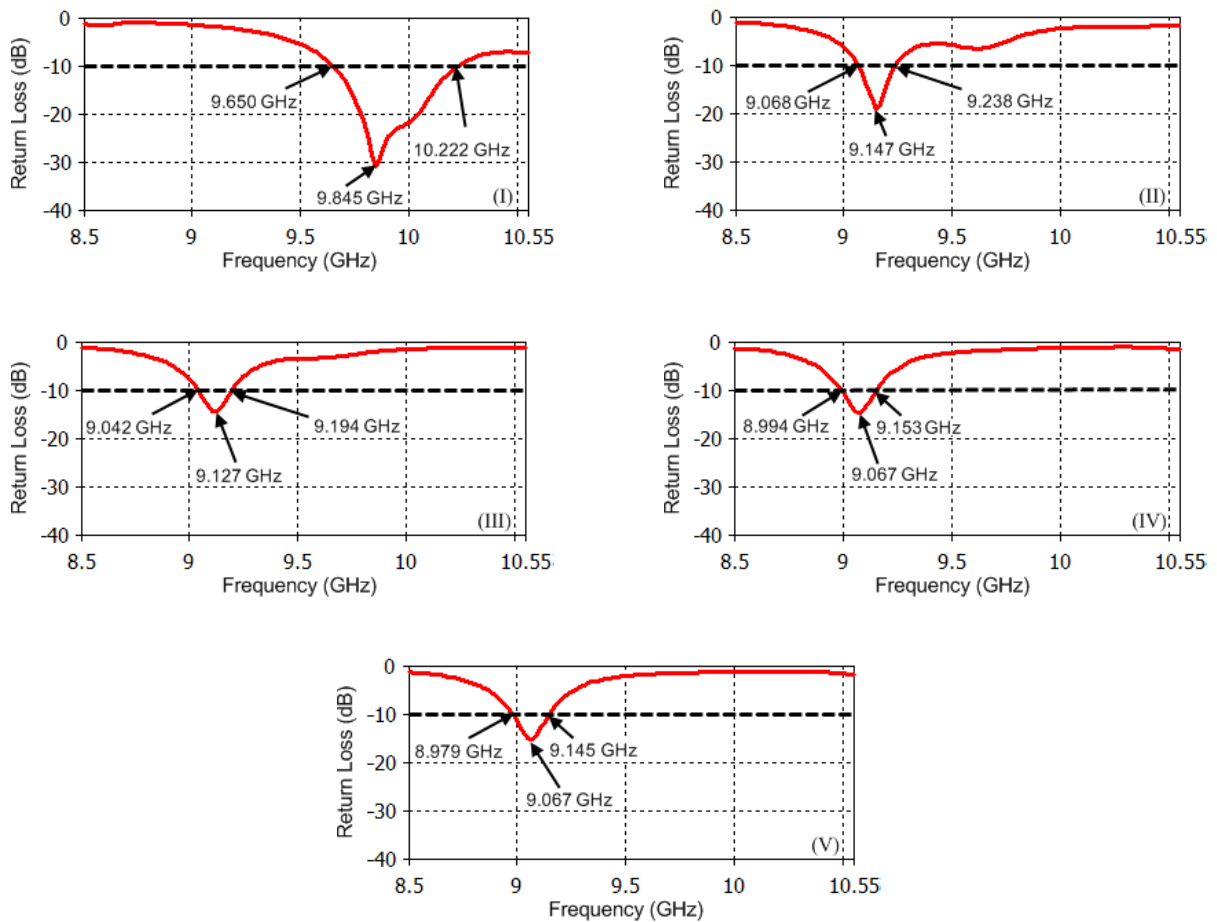 Return Loss (dB)
0
-10
-20
-30
-40
9.650 GHz
10.222 GHz
9.845 GHz
(I)
8.5
9
9.5
10
10.55
Frequency (GHz)
Return Loss (dB)
0
-10
-20
-30
-40
9.068 GHz
9.238 GHz
9.147 GHz
(II)
8.5
9
9.5
10
10.55
Frequency (GHz)
Return Loss (dB)
0
-10
-20
-30
-40
9.042 GHz
9.194 GHz
9.127 GHz
(III)
8.5
9
9.5
10
10.55
Frequency (GHz)
Return Loss (dB)
0
-10
-20
-30
-40
8.994 GHz
9.153 GHz
9.067 GHz
(IV)
8.5
9
9.5
10
10.55
Frequency (GHz)
Return Loss (dB)
0
-10
-20
-30
-40
8.979 GHz
9.145 GHz
9.067 GHz
(V)
8.5
9
9.5
10
10.55
Frequency (GHz)